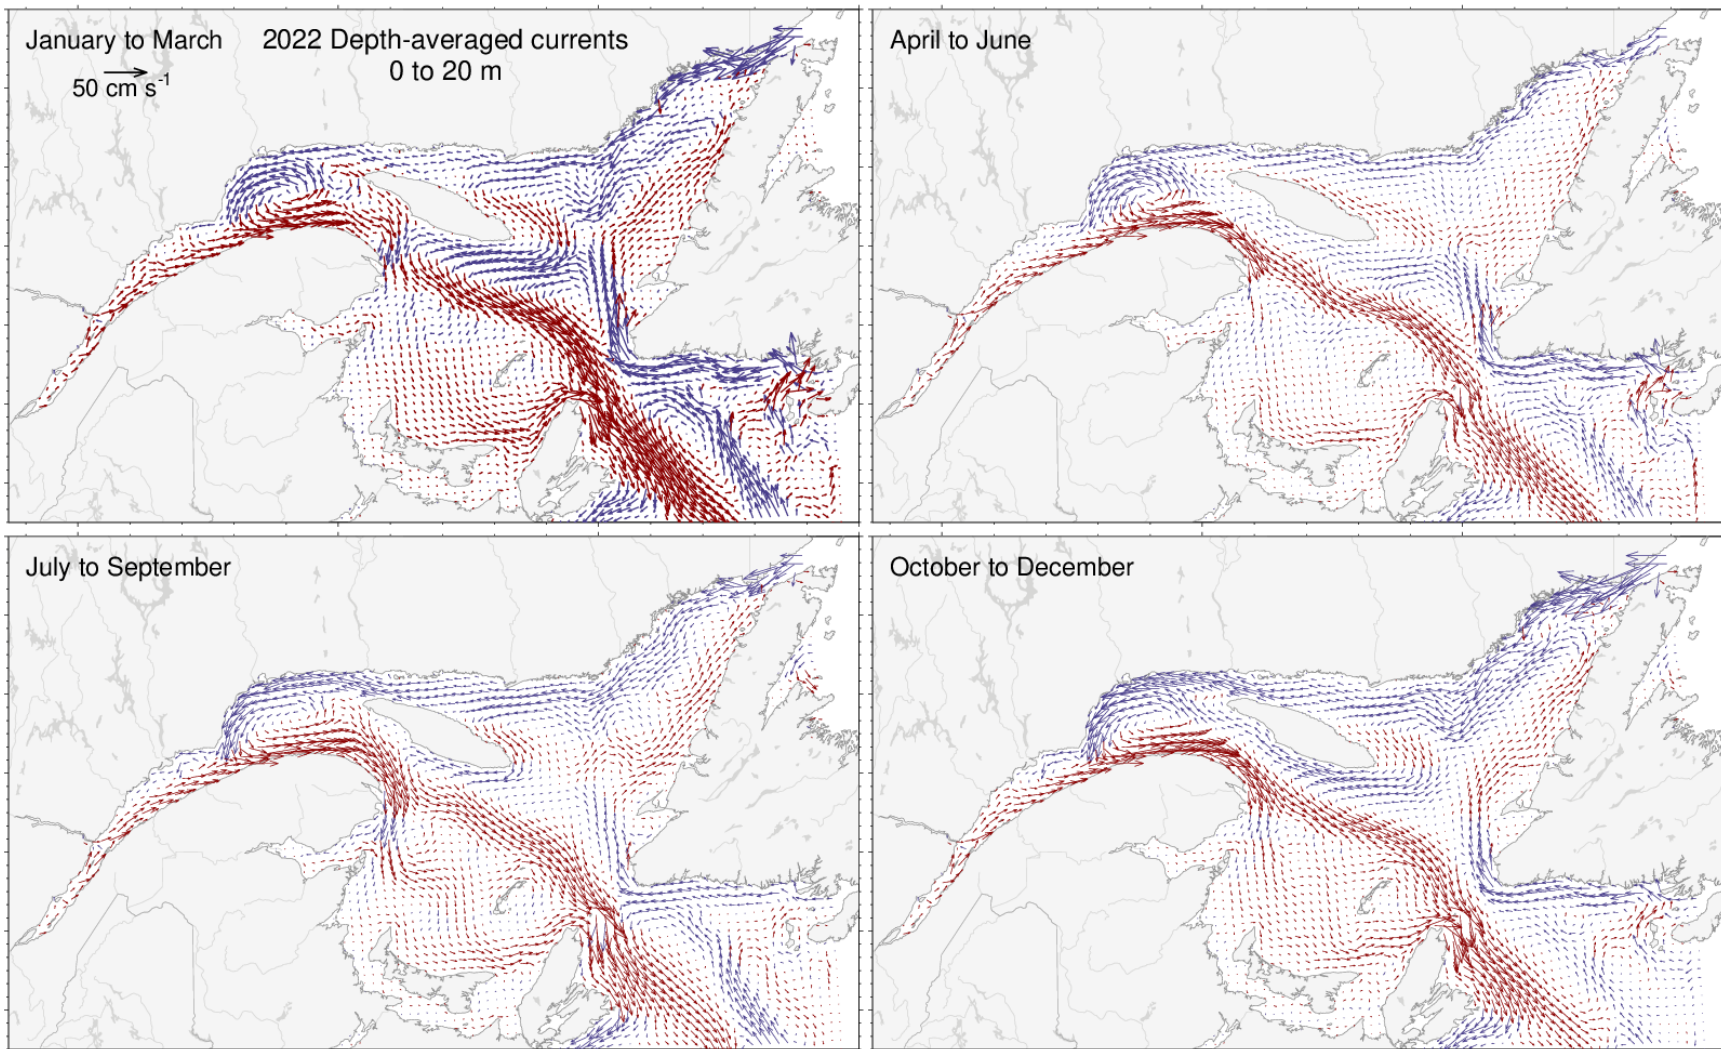 January to March
2022 Depth-averaged currents
0 to 20 m
50 cm s⁻¹
April to June
July to September
October to December